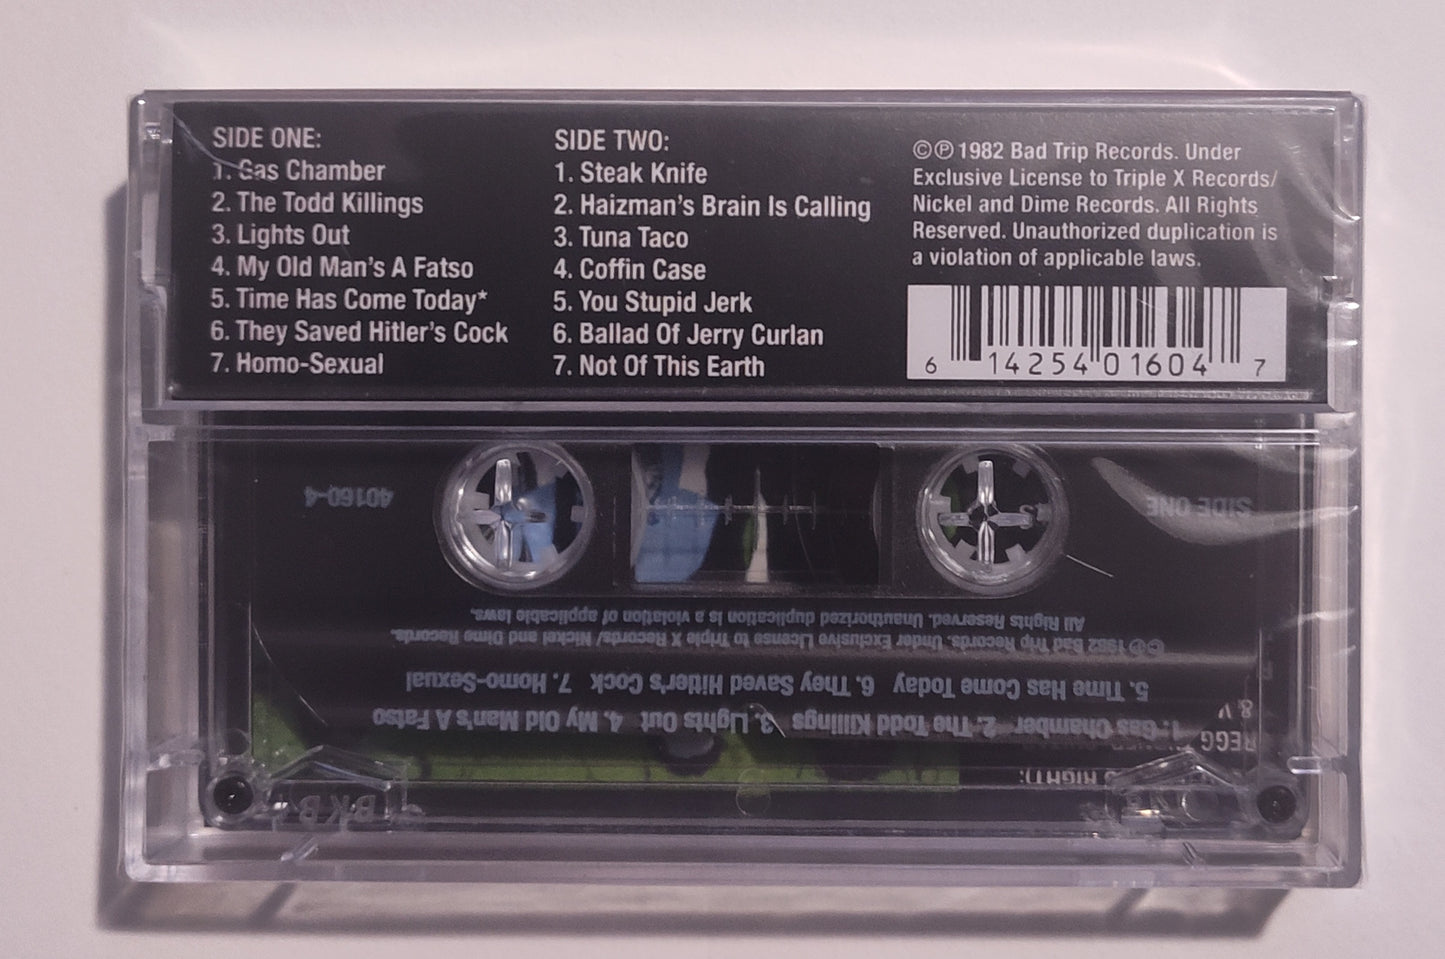 SIDE ONE:
1. Gas Chamber
2. The Todd Killings
3. Lights Out
4. My Old Man's A Fatso
5. Time Has Come Today*
6. They Saved Hitler's Cock
7. Homo-Sexual
SIDE TWO:
1. Steak Knife
2. Haizman's Brain Is Calling
3. Tuna Taco
4. Coffin Case
5. You Stupid Jerk
6. Ballad Of Jerry Curlan
7. Not Of This Earth
©℗ 1982 Bad Trip Records. Under
Exclusive License to Triple X Records/
Nickel and Dime Records. All Rights
Reserved. Unauthorized duplication is
a violation of applicable laws.
6 14254 01604 7
1. Gas Chamber 2. The Todd Killings 3. Lights Out 4. My Old Man's A Fatso
5. Time Has Come Today 6. They Saved Hitler's Cock 7. Homo-Sexual
©℗ 1982 Bad Trip Records. Under Exclusive License to Triple X Records/ Nickel and Dime Records.
All Rights Reserved. Unauthorized duplication is a violation of applicable laws.
SIDE ONE
40160-4